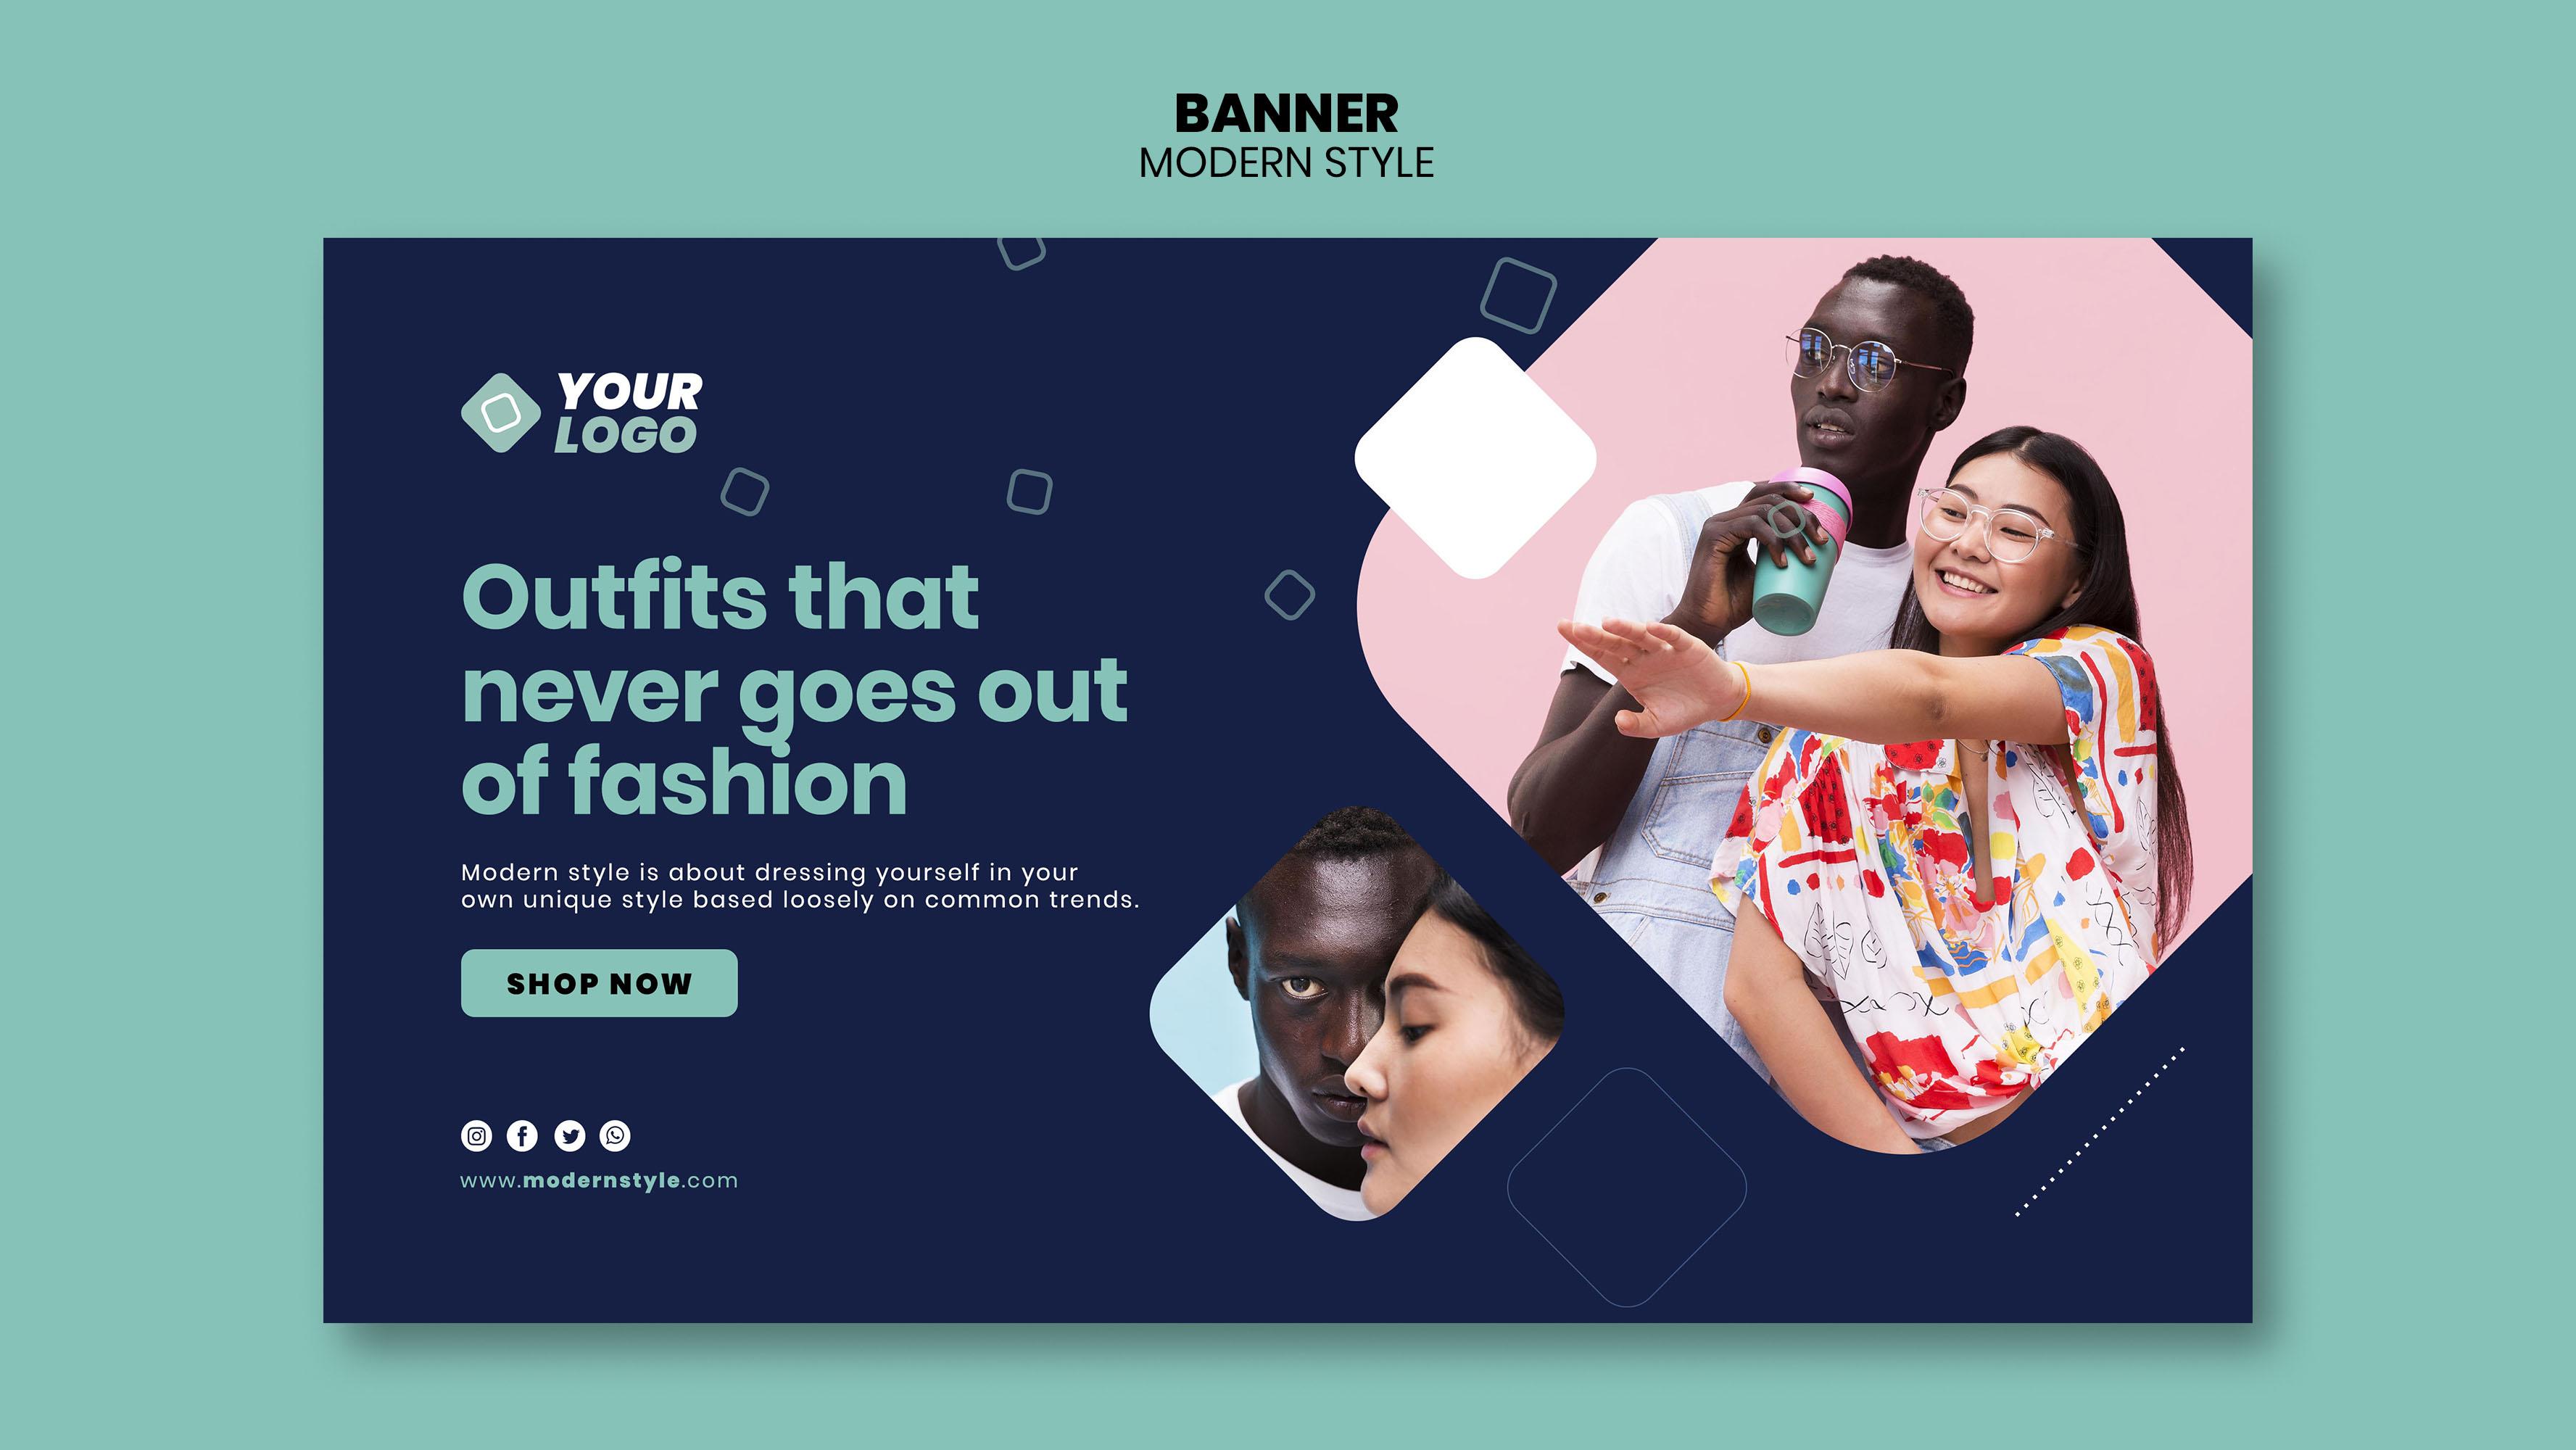 BANNER
MODERN STYLE
YOUR
LOGO
Outfits that
never goes out
of fashion
Modern style is about dressing yourself in your
own unique style based loosely on common trends.
SHOP NOW
www.modernstyle.com